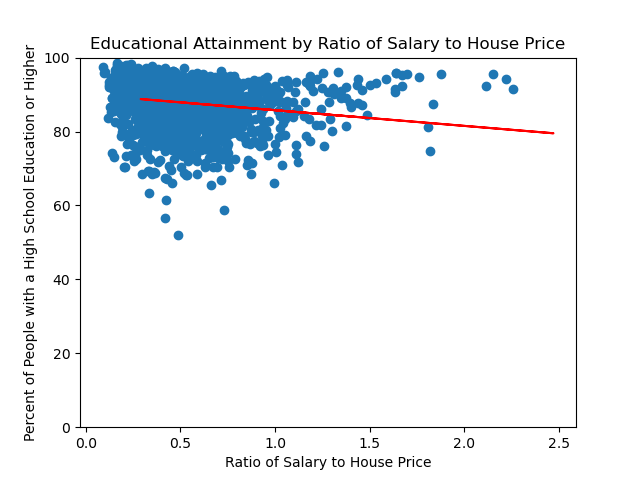 Educational Attainment by Ratio of Salary to House Price
Percent of People with a High School Education or Higher
100
80
60
40
20
0
0.0 0.5 1.0 1.5 2.0 2.5
Ratio of Salary to House Price